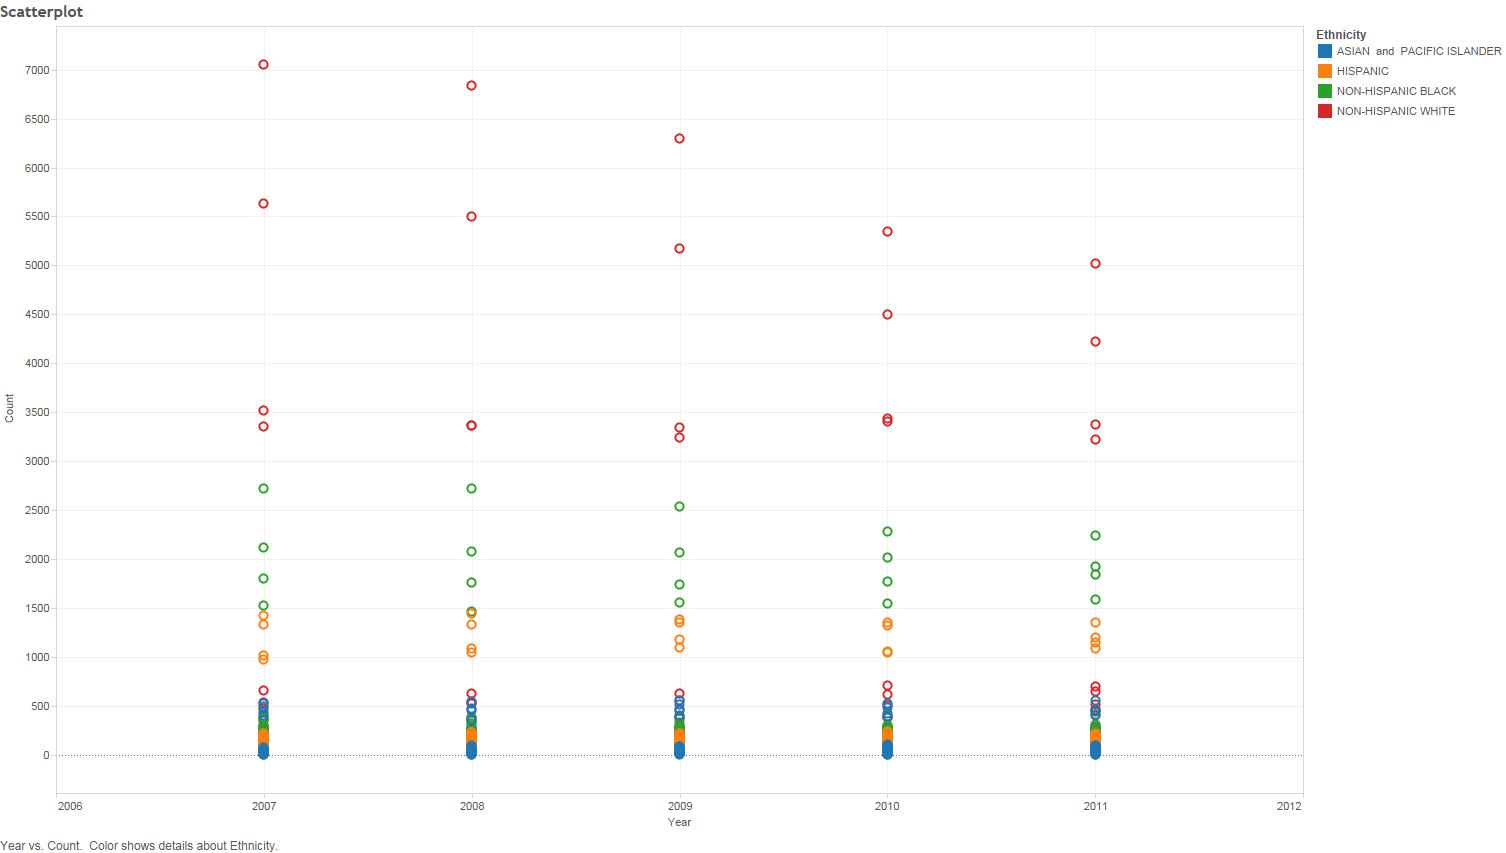 Scatterplot
Ethnicity
ASIAN  and  PACIFIC ISLANDER
HISPANIC
NON-HISPANIC BLACK
NON-HISPANIC WHITE
7000
6500
6000
5500
5000
4500
4000
3500
3000
2500
2000
1500
1000
500
0
Count
2006 2007 2008 2009 2010 2011 2012
Year
Year vs. Count.  Color shows details about Ethnicity.